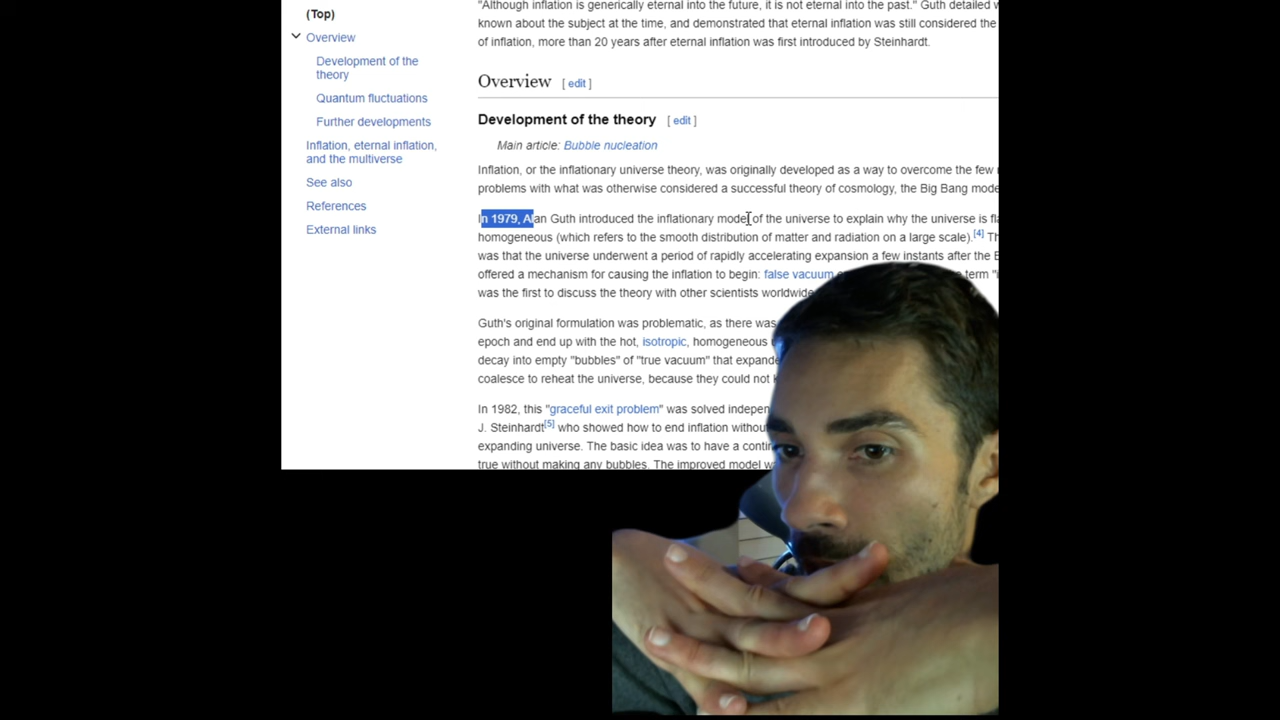 (Top)
Overview
Development of the
theory
Quantum fluctuations
Further developments
Inflation, eternal inflation,
and the multiverse
See also
References
External links
"Although inflation is generically eternal into the future, it is not eternal into the past." Guth detailed
known about the subject at the time, and demonstrated that eternal inflation was still considered the
of inflation, more than 20 years after eternal inflation was first introduced by Steinhardt.
Overview [ edit ]
Development of the theory [ edit ]
Main article: Bubble nucleation
Inflation, or the inflationary universe theory, was originally developed as a way to overcome the few
problems with what was otherwise considered a successful theory of cosmology, the Big Bang
In 1979, Alan Guth introduced the inflationary model of the universe to explain why the universe is
homogeneous (which refers to the smooth distribution of matter and radiation on a large scale).[4]
was that the universe underwent a period of rapidly accelerating expansion a few instants after the
offered a mechanism for causing the inflation to begin: false vacuum term
was the first to discuss the theory with other scientists worldwide
Guth's original formulation was problematic, as there was
epoch and end up with the hot, isotropic, homogeneous
decay into empty "bubbles" of "true vacuum" that
coalesce to reheat the universe, because they could not
In 1982, this "graceful exit problem" was solved
J. Steinhardt[5] who showed how to end inflation
expanding universe. The basic idea was to have a
true without making any bubbles. The improved model